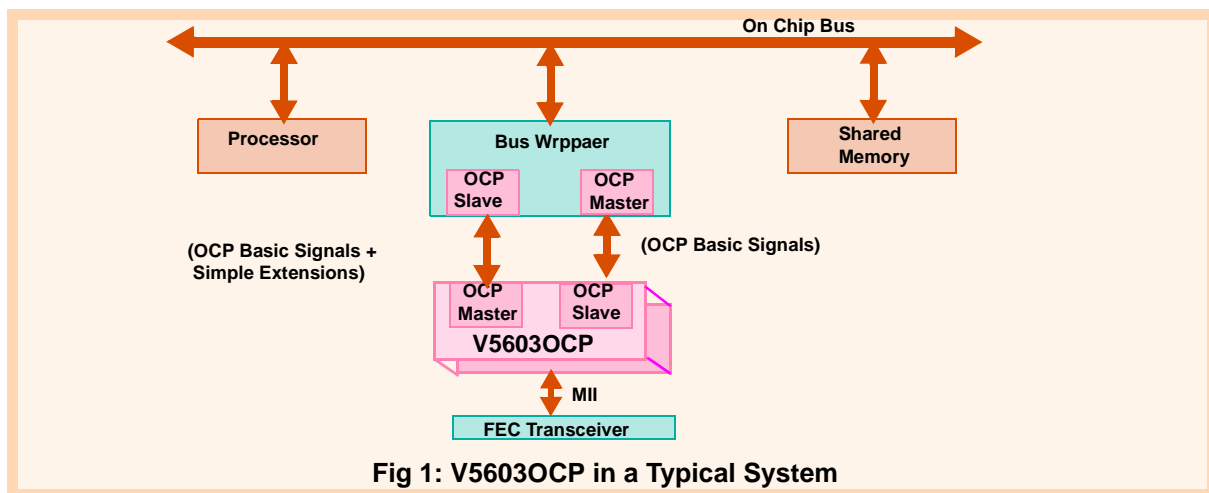 On Chip Bus
Processor
Bus Wrppaer
Shared
Memory
OCP
Slave
OCP
Master
(OCP Basic Signals +
Simple Extensions)
(OCP Basic Signals)
OCP
Master
OCP
Slave
V5603OCP
MII
FEC Transceiver
Fig 1: V5603OCP in a Typical System